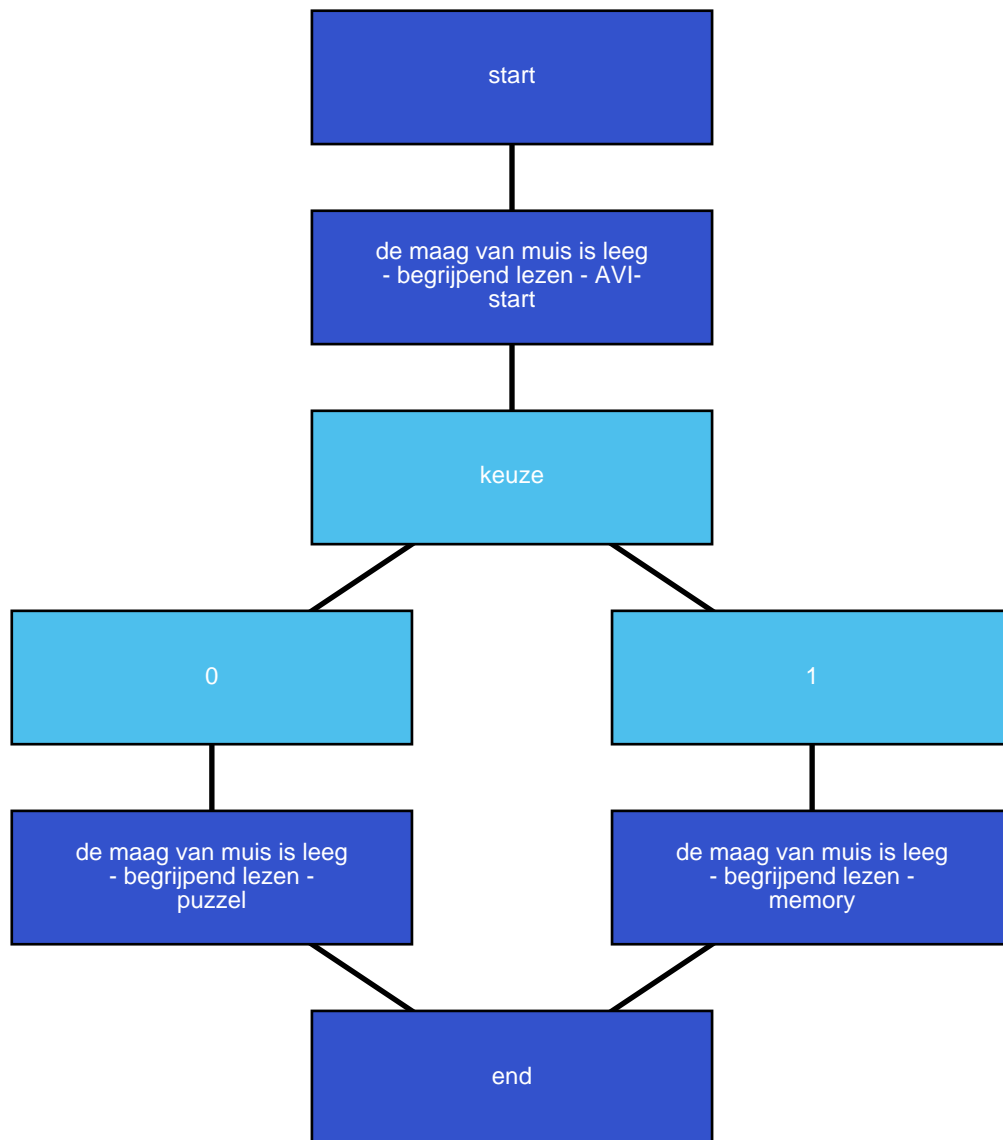 start
de maag van muis is leeg
- begrijpend lezen - AVI-
start
keuze
0
1
de maag van muis is leeg
- begrijpend lezen -
puzzel
de maag van muis is leeg
- begrijpend lezen -
memory
end